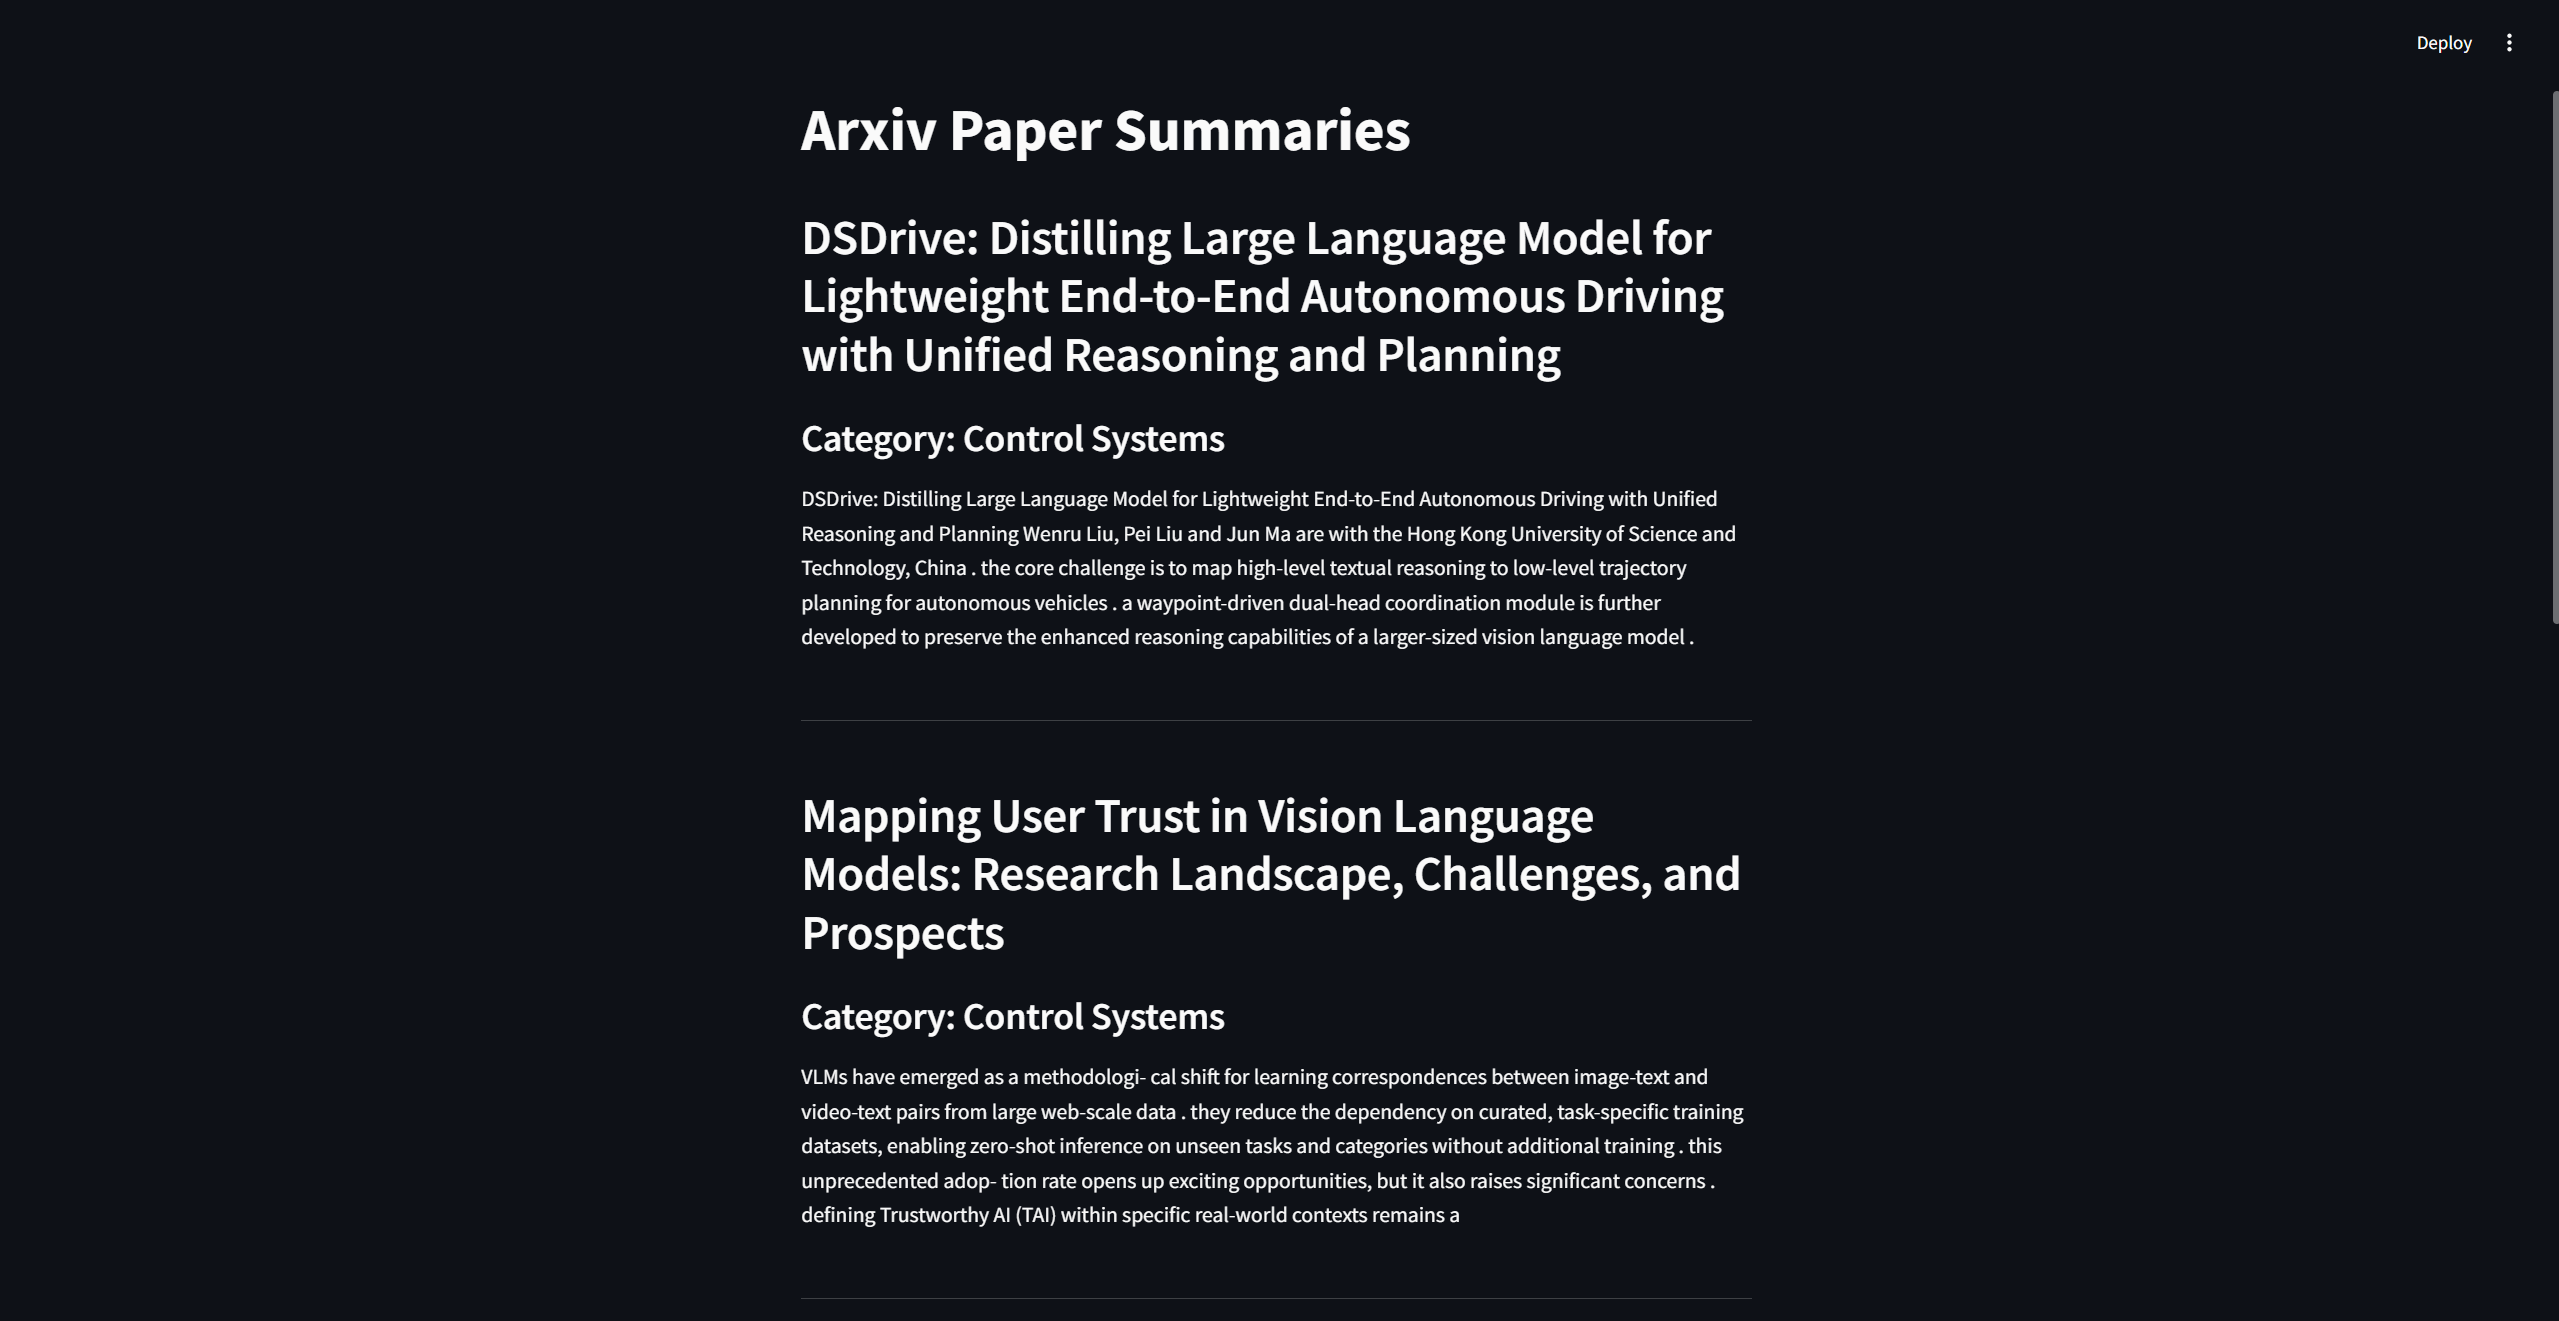 Deploy
Arxiv Paper Summaries
DSDrive: Distilling Large Language Model for
Lightweight End-to-End Autonomous Driving
with Unified Reasoning and Planning
Category: Control Systems
DSDrive: Distilling Large Language Model for Lightweight End-to-End Autonomous Driving with Unified
Reasoning and Planning Wenru Liu, Pei Liu and Jun Ma are with the Hong Kong University of Science and
Technology, China . the core challenge is to map high-level textual reasoning to low-level trajectory
planning for autonomous vehicles . a waypoint-driven dual-head coordination module is further
developed to preserve the enhanced reasoning capabilities of a larger-sized vision language model .
Mapping User Trust in Vision Language
Models: Research Landscape, Challenges, and
Prospects
Category: Control Systems
VLMs have emerged as a methodologi- cal shift for learning correspondences between image-text and
video-text pairs from large web-scale data . they reduce the dependency on curated, task-specific training
datasets, enabling zero-shot inference on unseen tasks and categories without additional training . this
unprecedented adop- tion rate opens up exciting opportunities, but it also raises significant concerns .
defining Trustworthy AI (TAI) within specific real-world contexts remains a